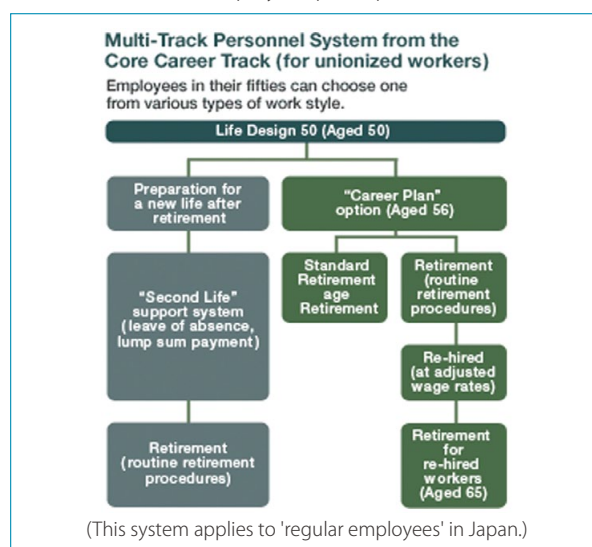 Multi-Track Personnel System from the
Core Career Track (for unionized workers)
Employees in their fifties can choose one
from various types of work style.
Life Design 50 (Aged 50)
Preparation for
a new life after
retirement
"Career Plan"
option (Aged 56)
"Second Life"
support system
(leave of absence,
lump sum payment)
Standard
Retirement
age
Retirement
Retirement
(routine
retirement
procedures)
Re-hired
(at adjusted
wage rates)
Retirement
(routine retirement
procedures)
Retirement
for
re-hired
workers
(Aged 65)
(This system applies to 'regular employees' in Japan.)